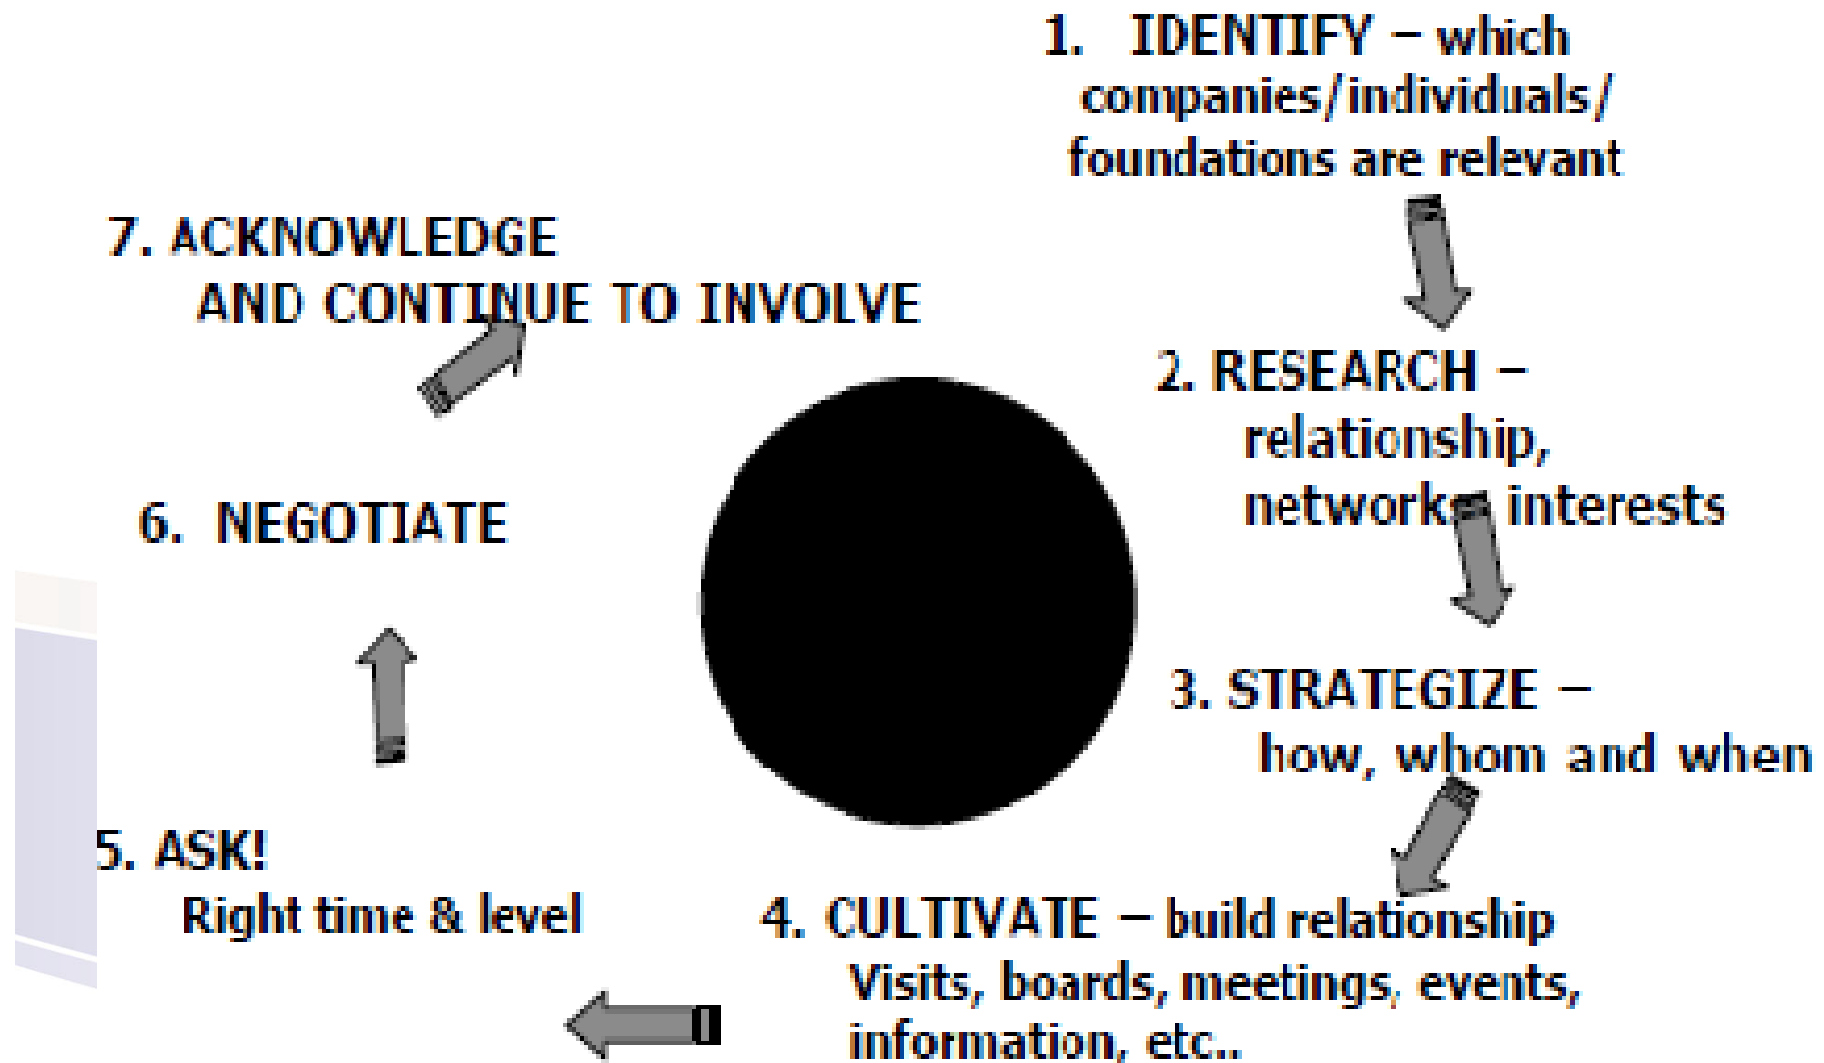 1. IDENTIFY – which
companies/individuals/
foundations are relevant
2. RESEARCH –
relationship,
networks, interests
3. STRATEGIZE –
how, whom and when
4. CULTIVATE – build relationship
Visits, boards, meetings, events,
information, etc..
5. ASK!
Right time & level
6. NEGOTIATE
7. ACKNOWLEDGE
AND CONTINUE TO INVOLVE